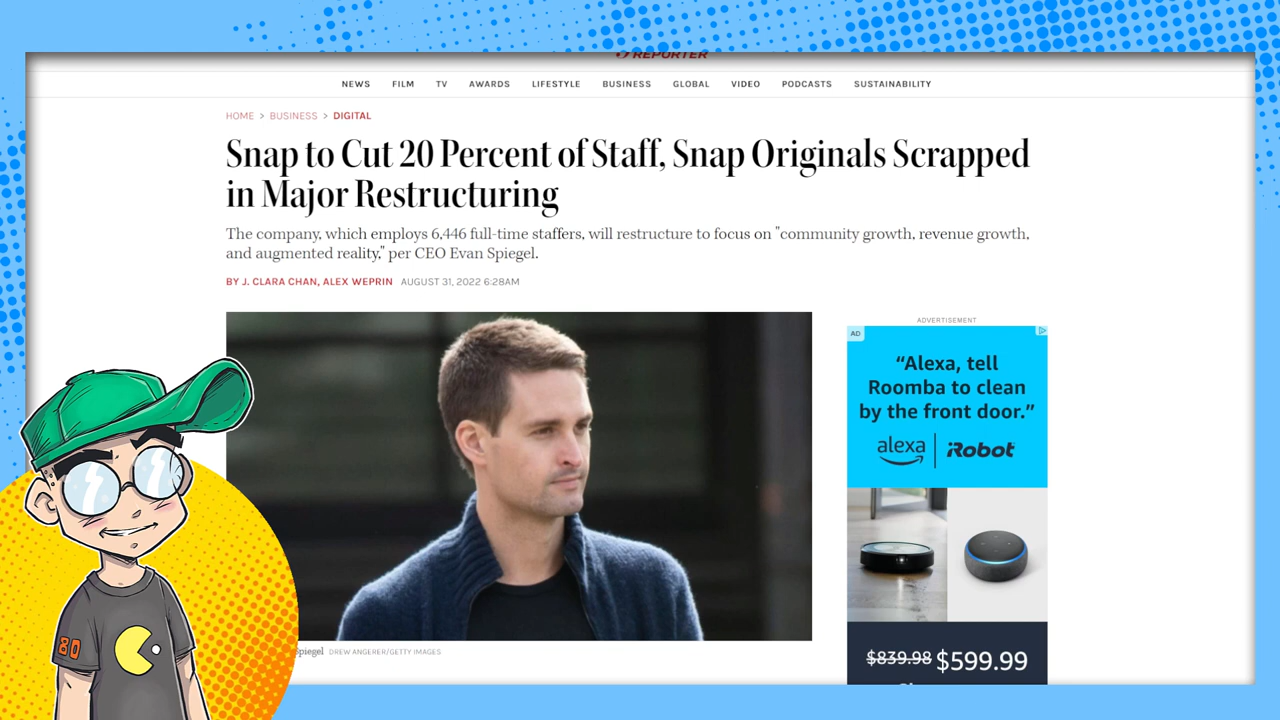 REPORTER
NEWS FILM TV AWARDS LIFESTYLE BUSINESS GLOBAL VIDEO PODCASTS SUSTAINABILITY
HOME > BUSINESS > DIGITAL
Snap to Cut 20 Percent of Staff, Snap Originals Scrapped
in Major Restructuring
The company, which employs 6,446 full-time staffers, will restructure to focus on "community growth, revenue growth,
and augmented reality," per CEO Evan Spiegel.
BY J. CLARA CHAN, ALEX WEPRIN AUGUST 31, 2022 6:28AM
ADVERTISEMENT
AD
“Alexa, tell
Roomba to clean
by the front door.”
alexa | iRobot
$839.98 $599.99
80
Spiegel DREW ANGERER/GETTY IMAGES